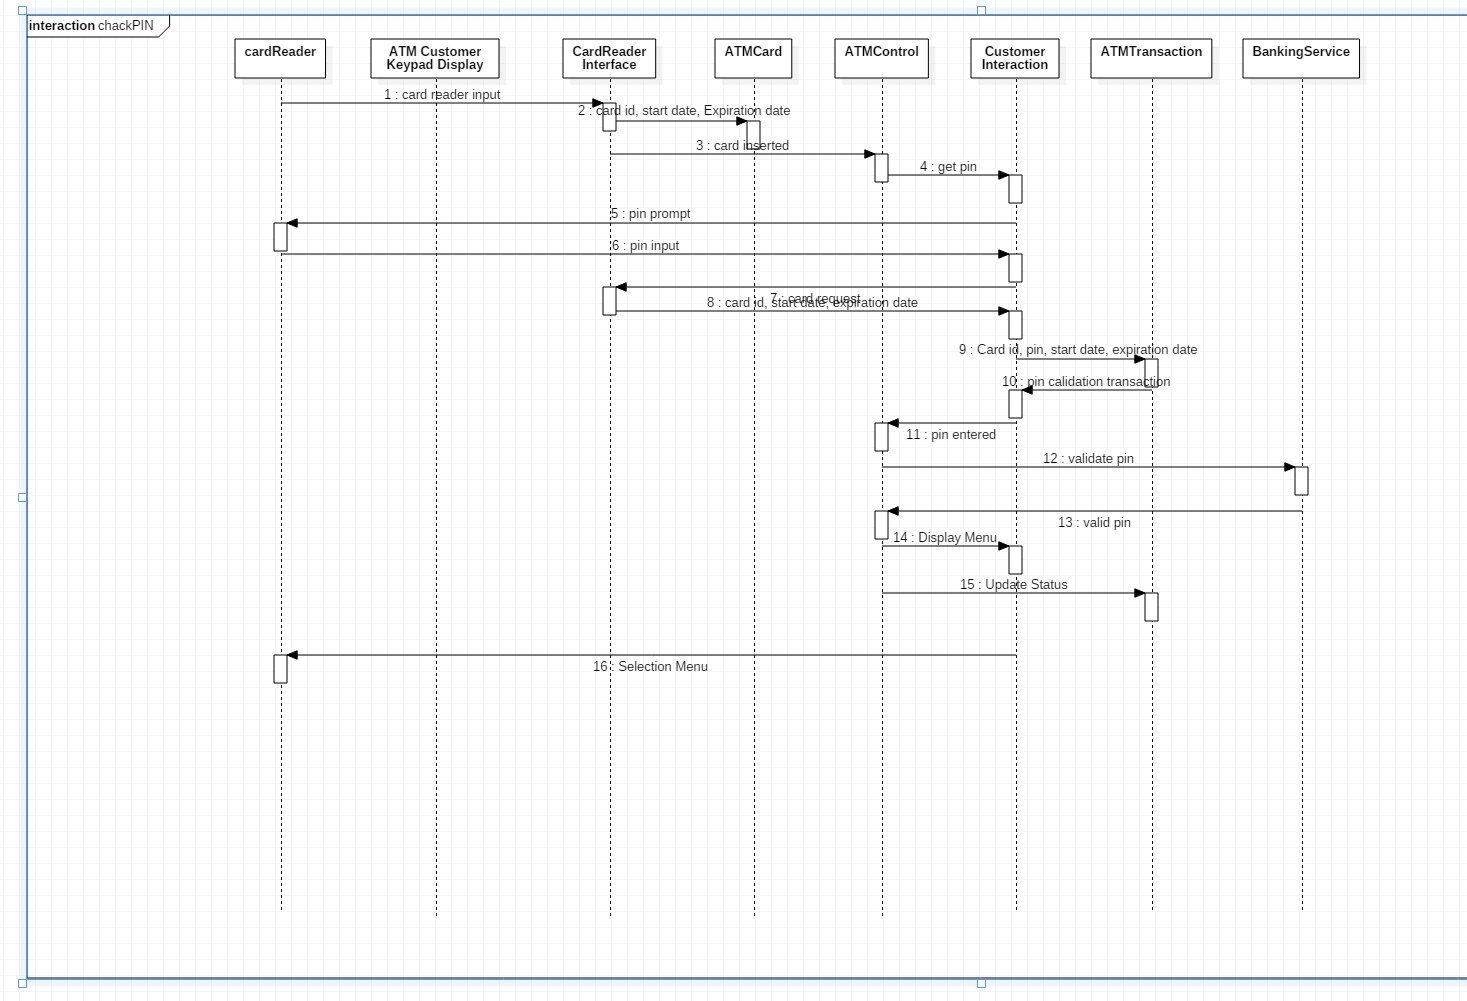 interaction chackPIN
cardReader
ATM Customer
Keypad Display
CardReader
Interface
ATMCard
ATMControl
Customer
Interaction
ATMTransaction
BankingService
1 : card reader input
2 : card id, start date, Expiration date
3 : card inserted
4 : get pin
5 : pin prompt
6 : pin input
7 : card request
8 : card id, start date, expiration date
9 : Card id, pin, start date, expiration date
10 : pin calidation transaction
11 : pin entered
12 : validate pin
13 : valid pin
14 : Display Menu
15 : Update Status
16 : Selection Menu